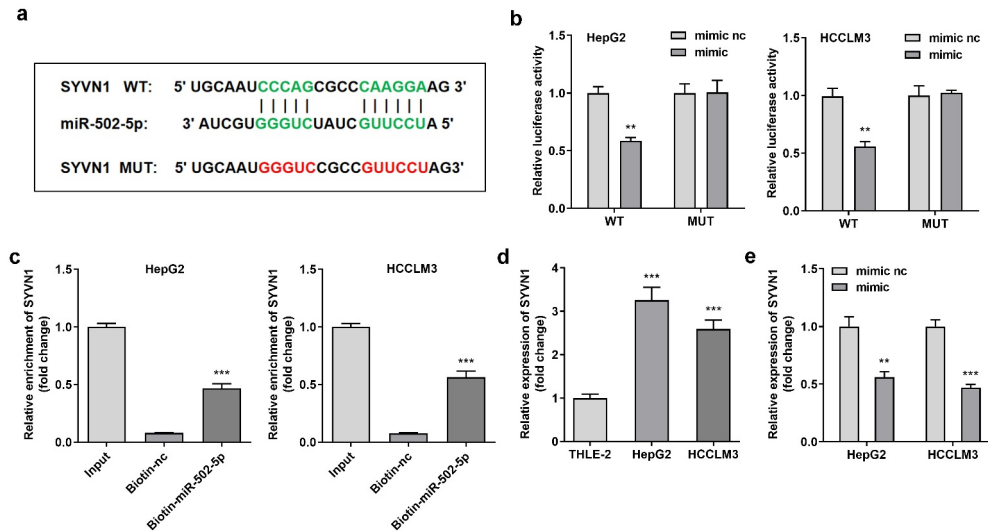 a
SYVN1 WT: 5' UGCAAUCCCAGCGCCCAAGGAAG 3'
miR-502-5p: 3' AUCGUGGGUCUAUCGUUCCUA 5'
SYVN1 MUT: 5' UGCAAUGGGUCCGCCGUUCCUAG3'
b
HepG2
mimic nc
mimic
Relative luciferase activity
1.5
1.0
0.5
0.0
**
WT
MUT
HCCLM3
mimic nc
mimic
Relative luciferase activity
1.5
1.0
0.5
0.0
**
WT
MUT
c
HepG2
Relative enrichment of SYVN1
(fold change)
1.5
1.0
0.5
0.0
***
Input
Biotin-nc
Biotin-miR-502-5p
HCCLM3
Relative enrichment of SYVN1
(fold change)
1.5
1.0
0.5
0.0
***
Input
Biotin-nc
Biotin-miR-502-5p
d
Relative expression of SYVN1
(fold change)
4
3
2
1
0
***
***
THLE-2
HepG2
HCCLM3
e
mimic nc
mimic
Relative expression of SYVN1
(fold change)
1.5
1.0
0.5
0.0
**
***
HepG2
HCCLM3